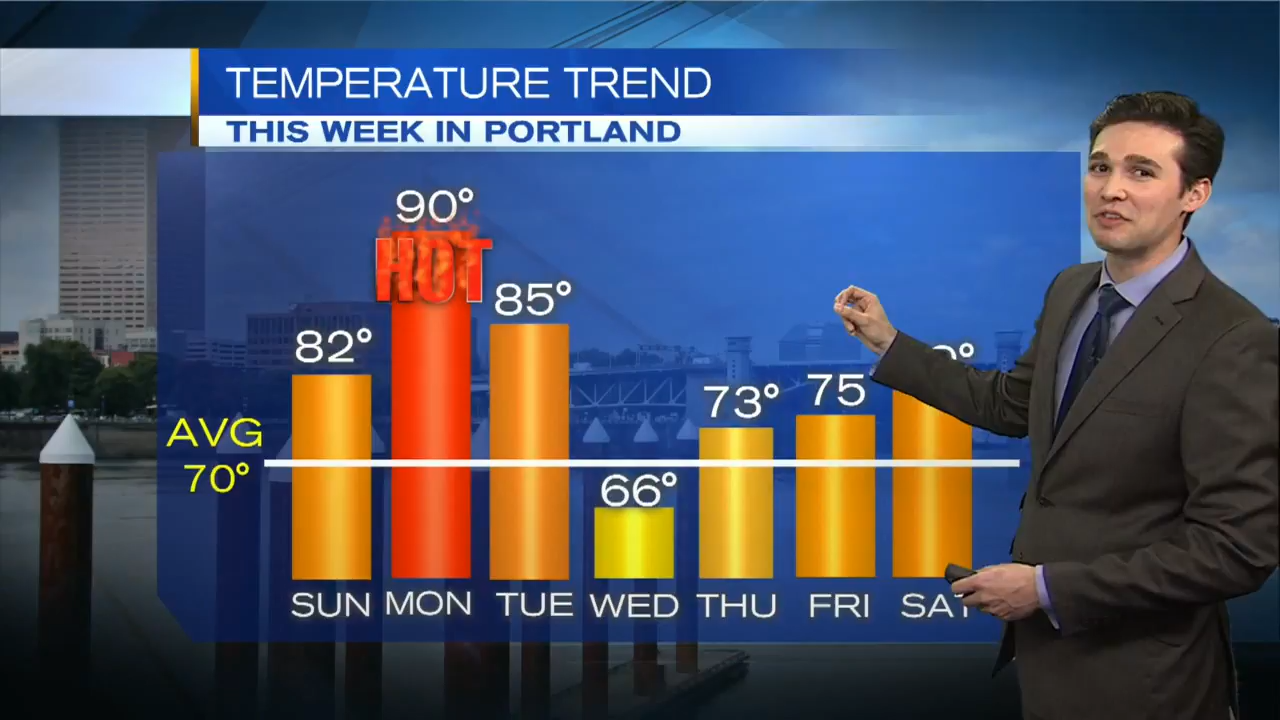 TEMPERATURE TREND
THIS WEEK IN PORTLAND
90°
HOT
85°
82°
73°
75
AVG
70°
66°
SUN MON TUE WED THU FRI SAT